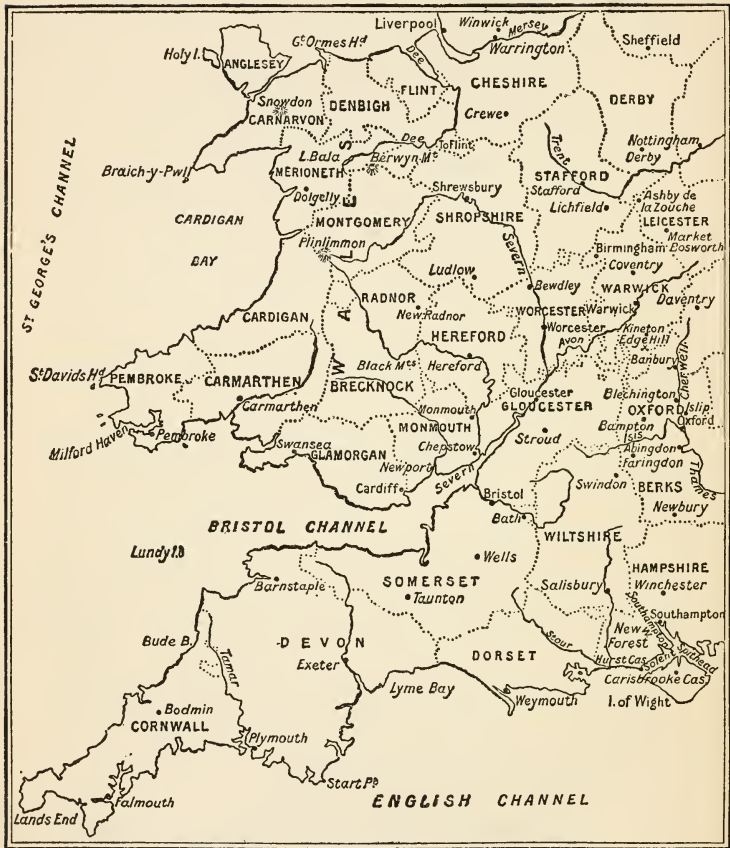 Liverpool
Winwick
Mersey
Sheffield
Gt. Ormes Hd
Warrington
Holy I.
ANGLESEY
Dee
CHESHIRE
FLINT
DERBY
Snowdon
DENBIGH
Crewe
CARNARVON
Dee
To Flint
Trent
Nottingham
L. Bala
Berwyn Mt
Derby
Braich-y-Pwll
MERIONETH
STAFFORD
Stafford
Dolgelly
Shrewsbury
Ashby de
la Zouche
Lichfield
LEICESTER
ST GEORGE'S CHANNEL
CARDIGAN
BAY
MONTGOMERY
SHROPSHIRE
Market
Bosworth
Plinlimmon
Severn
Birmingham
Coventry
Ludlow
Bewdley
WARWICK
RADNOR
WORCESTER
Warwick
Daventry
CARDIGAN
New Radnor
Worcester
WALES
HEREFORD
Avon
Kineton
Edge Hill
St. Davids Hd
PEMBROKE
CARMARTHEN
Black Mts
Hereford
Banbury
Cherwell
BRECKNOCK
Carmarthen
Gloucester
Blechington
GLOUCESTER
OXFORD
Islip
Monmouth
Bampton
Oxford
Milford Haven
Pembroke
MONMOUTH
Isis
Swansea
Stroud
Abingdon
GLAMORGAN
Chepstow
Faringdon
Newport
Thames
Cardiff
Severn
Swindon
BERKS
Bristol
Newbury
Bath
BRISTOL CHANNEL
WILTSHIRE
Lundy I.
Wells
HAMPSHIRE
Barnstaple
SOMERSET
Salisbury
Winchester
Taunton
Southampton
Southampton W.
Bude B.
DEVON
New
Forest
Stour
Tamar
DORSET
Hurst Cas.
Solent
Spithead
Exeter
Carisbrooke Cas.
Lyme Bay
Weymouth
I. of Wight
Bodmin
CORNWALL
Plymouth
Start Pt.
Falmouth
ENGLISH CHANNEL
Lands End